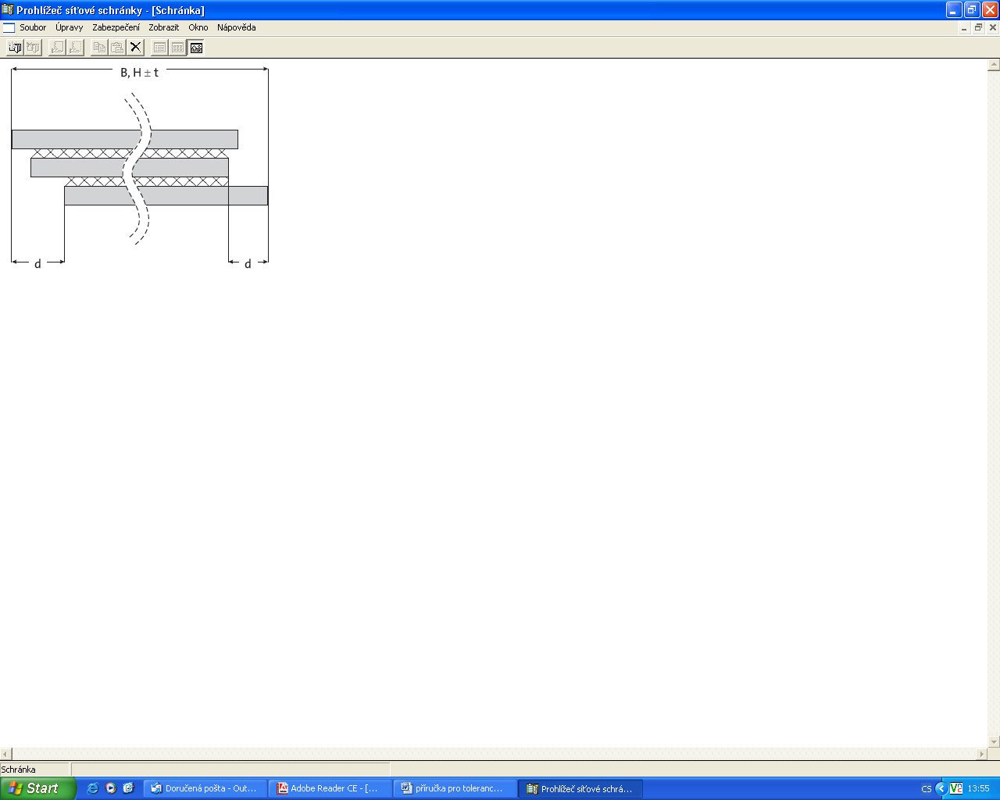 Prohlížeč síťové schránky - [Schránka]
Soubor Úpravy Zabezpečení Zobrazit Okno Nápověda
B, H ± t
d d
Schránka
Start Doručená pošta - Out... Adobe Reader CE - [... příručka pro toleranc... Prohlížeč síťové schrá... CS 13:55